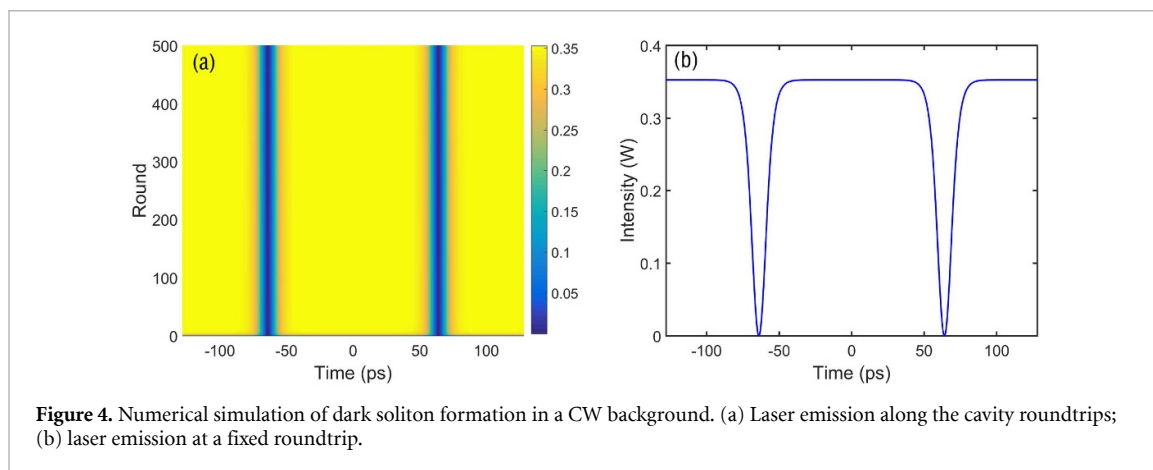 (a)
500
400
300
200
100
0
Round
-100 -50 0 50 100
Time (ps)
0.35
0.3
0.25
0.2
0.15
0.1
0.05
(b)
0.4
0.3
0.2
0.1
0
Intensity (W)
-100 -50 0 50 100
Time (ps)
Figure 4. Numerical simulation of dark soliton formation in a CW background. (a) Laser emission along the cavity roundtrips;
(b) laser emission at a fixed roundtrip.